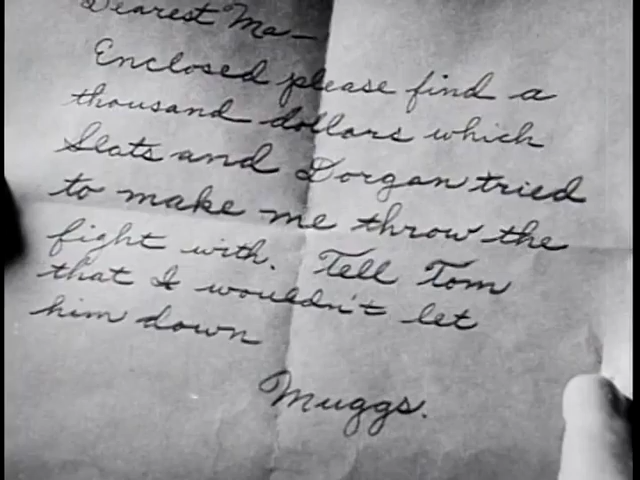 Dearest Ma—
Enclosed please find a
thousand dollars which
Slats and Dorgan tried
to make me throw the
fight with. Tell Tom
that I wouldn't let
him down
Muggs.